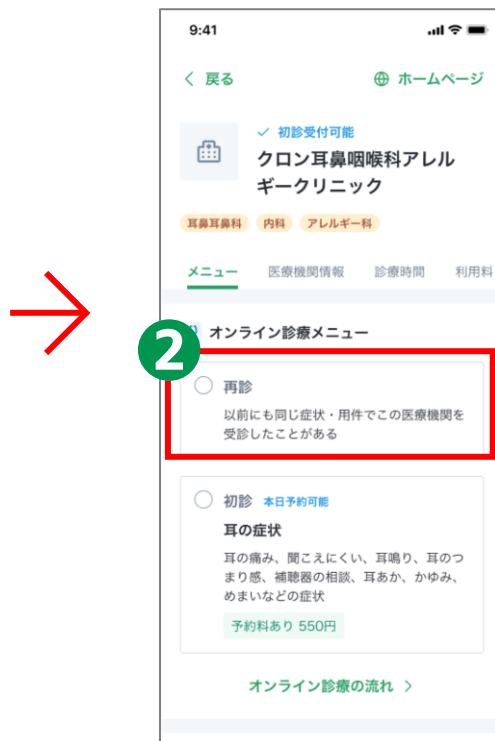 9:41
戻る
ホームページ
初診受付可能
クロン耳鼻咽喉科アレル
ギークリニック
耳鼻耳鼻科 内科 アレルギー科
メニュー 医療機関情報 診療時間 利用料
2
オンライン診療メニュー
再診
以前にも同じ症状・用件でこの医療機関を
受診したことがある
初診 本日予約可能
耳の症状
耳の痛み、聞こえにくい、耳鳴り、耳のつ
まり感、補聴器の相談、耳あか、かゆみ、
めまいなどの症状
予約料あり 550円
オンライン診療の流れ